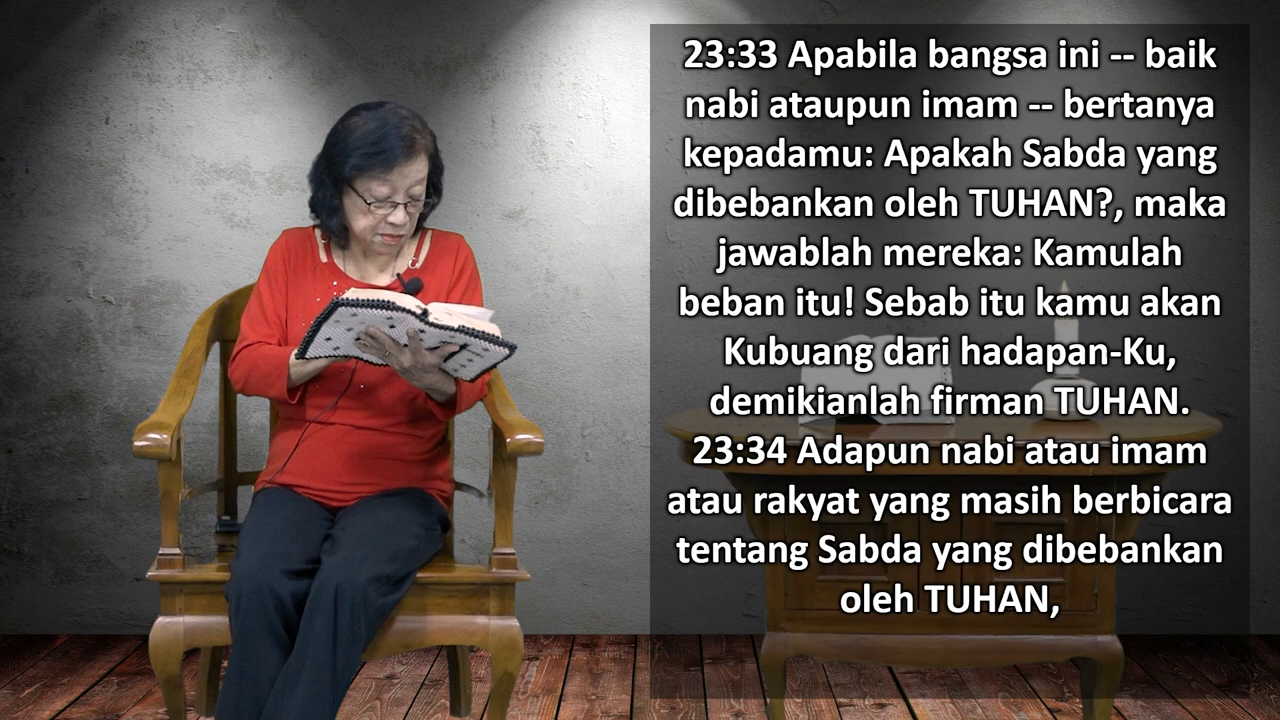 23:33 Apabila bangsa ini -- baik
nabi ataupun imam -- bertanya
kepadamu: Apakah Sabda yang
dibebankan oleh TUHAN?, maka
jawablah mereka: Kamulah
beban itu! Sebab itu kamu akan
Kubuang dari hadapan-Ku,
demikianlah firman TUHAN.
23:34 Adapun nabi atau imam
atau rakyat yang masih berbicara
tentang Sabda yang dibebankan
oleh TUHAN,